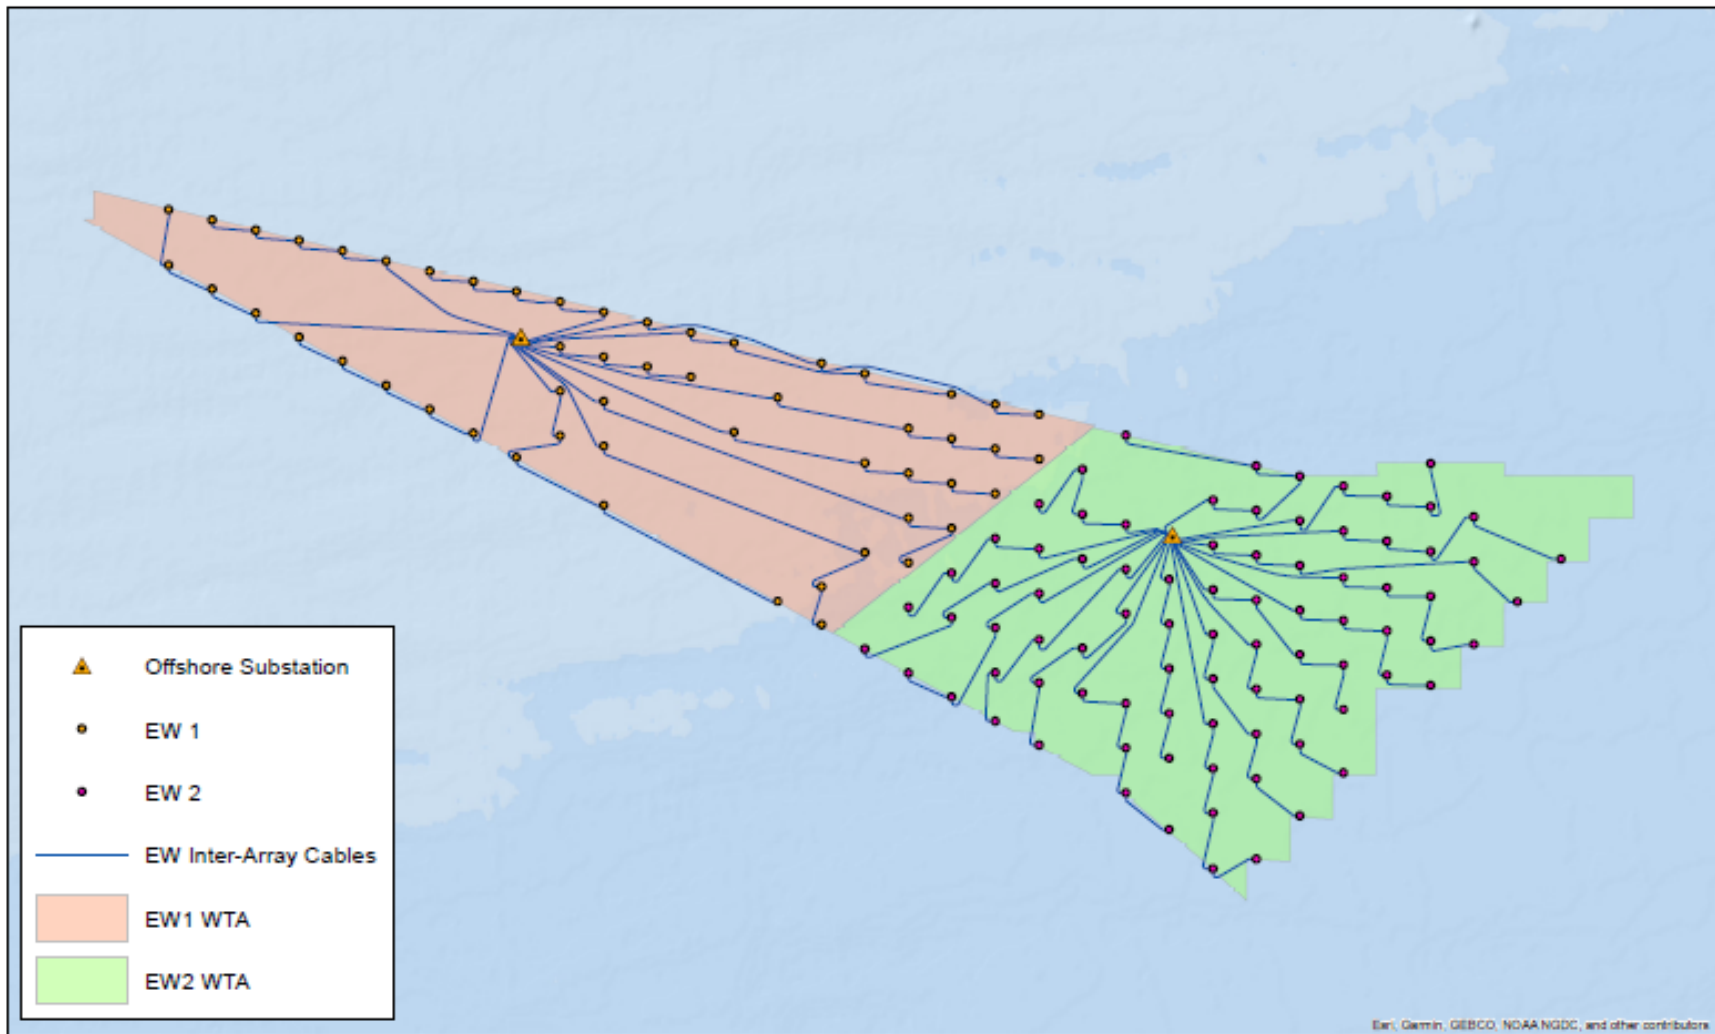 Offshore Substation
EW 1
EW 2
EW Inter-Array Cables
EW1 WTA
EW2 WTA
Esri, Garmin, GEBCO, NOAA NGDC, and other contributors